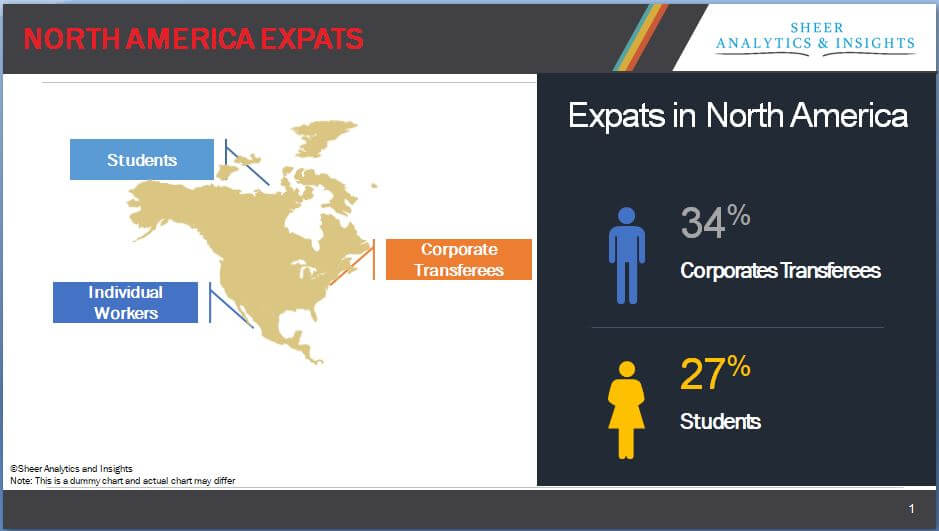 NORTH AMERICA EXPATS
SHEER
ANALYTICS & INSIGHTS
Students
Corporate
Transferees
Individual
Workers
Expats in North America
34%
Corporates Transferees
27%
Students
©Sheer Analytics and Insights
Note: This is a dummy chart and actual chart may differ
1